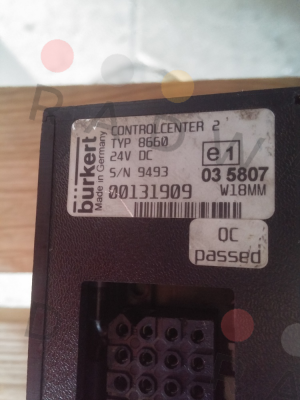 bürkert
Made in Germany
CONTROLCENTER 2
TYP 8660
24V DC
S/N 9493
00131909
e1
03 5807
W18MM
QC
passed